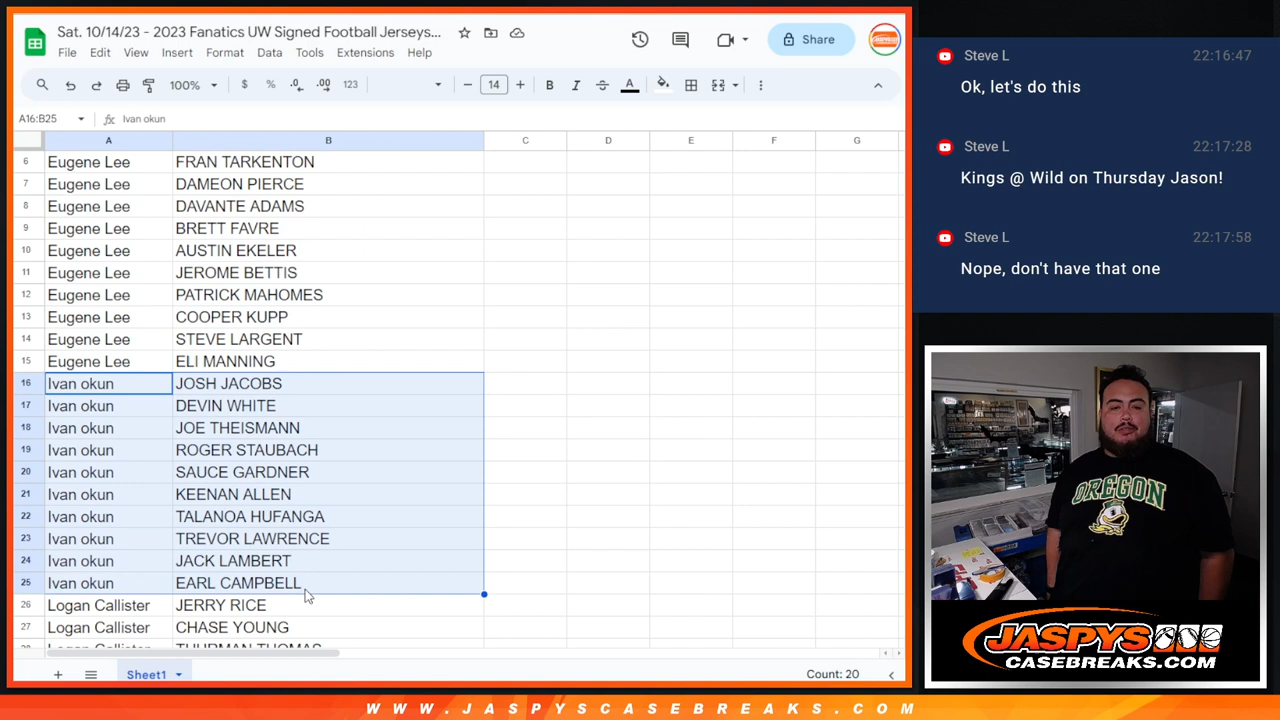 Sat. 10/14/23 - 2023 Fanatics UW Signed Football Jerseys...
File Edit View Insert Format Data Tools Extensions Help
Share
100% $ % .0 .00 123 14 B I S A
A16:B25 fx Ivan okun
A B C D E F G
6 Eugene Lee FRAN TARKENTON
7 Eugene Lee DAMEON PIERCE
8 Eugene Lee DAVANTE ADAMS
9 Eugene Lee BRETT FAVRE
10 Eugene Lee AUSTIN EKELER
11 Eugene Lee JEROME BETTIS
12 Eugene Lee PATRICK MAHOMES
13 Eugene Lee COOPER KUPP
14 Eugene Lee STEVE LARGENT
15 Eugene Lee ELI MANNING
16 Ivan okun JOSH JACOBS
17 Ivan okun DEVIN WHITE
18 Ivan okun JOE THEISMANN
19 Ivan okun ROGER STAUBACH
20 Ivan okun SAUCE GARDNER
21 Ivan okun KEENAN ALLEN
22 Ivan okun TALANOA HUFANGA
23 Ivan okun TREVOR LAWRENCE
24 Ivan okun JACK LAMBERT
25 Ivan okun EARL CAMPBELL
26 Logan Callister JERRY RICE
27 Logan Callister CHASE YOUNG
28 Logan Callister THURMAN THOMAS
Sheet1 Count: 20
Steve L 22:16:47
Ok, let's do this
Steve L 22:17:28
Kings @ Wild on Thursday Jason!
Steve L 22:17:58
Nope, don't have that one
OREGON
JASPYS
CASEBREAKS.COM
WWW.JASPYSCASEBREAKS.COM